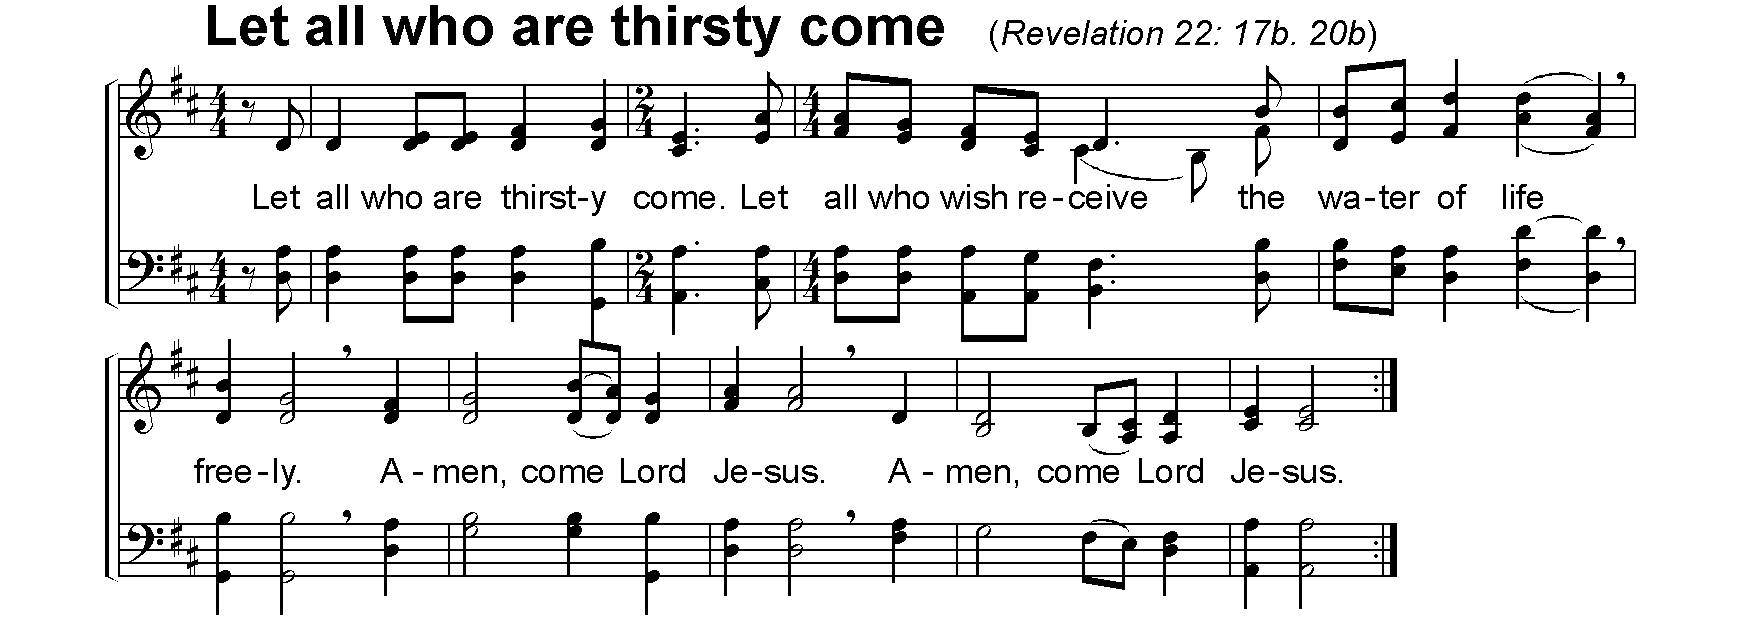 Let all who are thirsty come (Revelation 22: 17b. 20b)
Let all who are thirst-y come. Let all who wish re-ceive the wa-ter of life
free-ly. A-men, come Lord Je-sus. A-men, come Lord Je-sus.